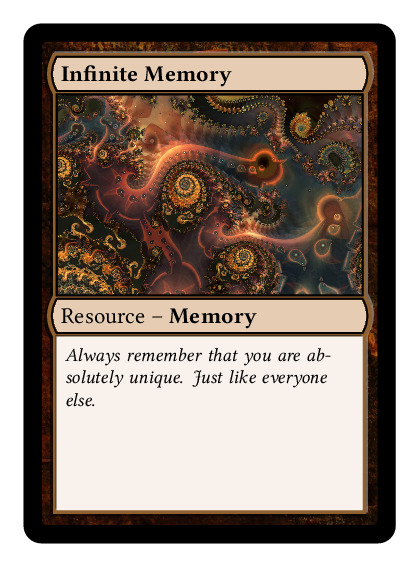 Infinite Memory
Resource – Memory
Always remember that you are ab-
solutely unique. Just like everyone
else.